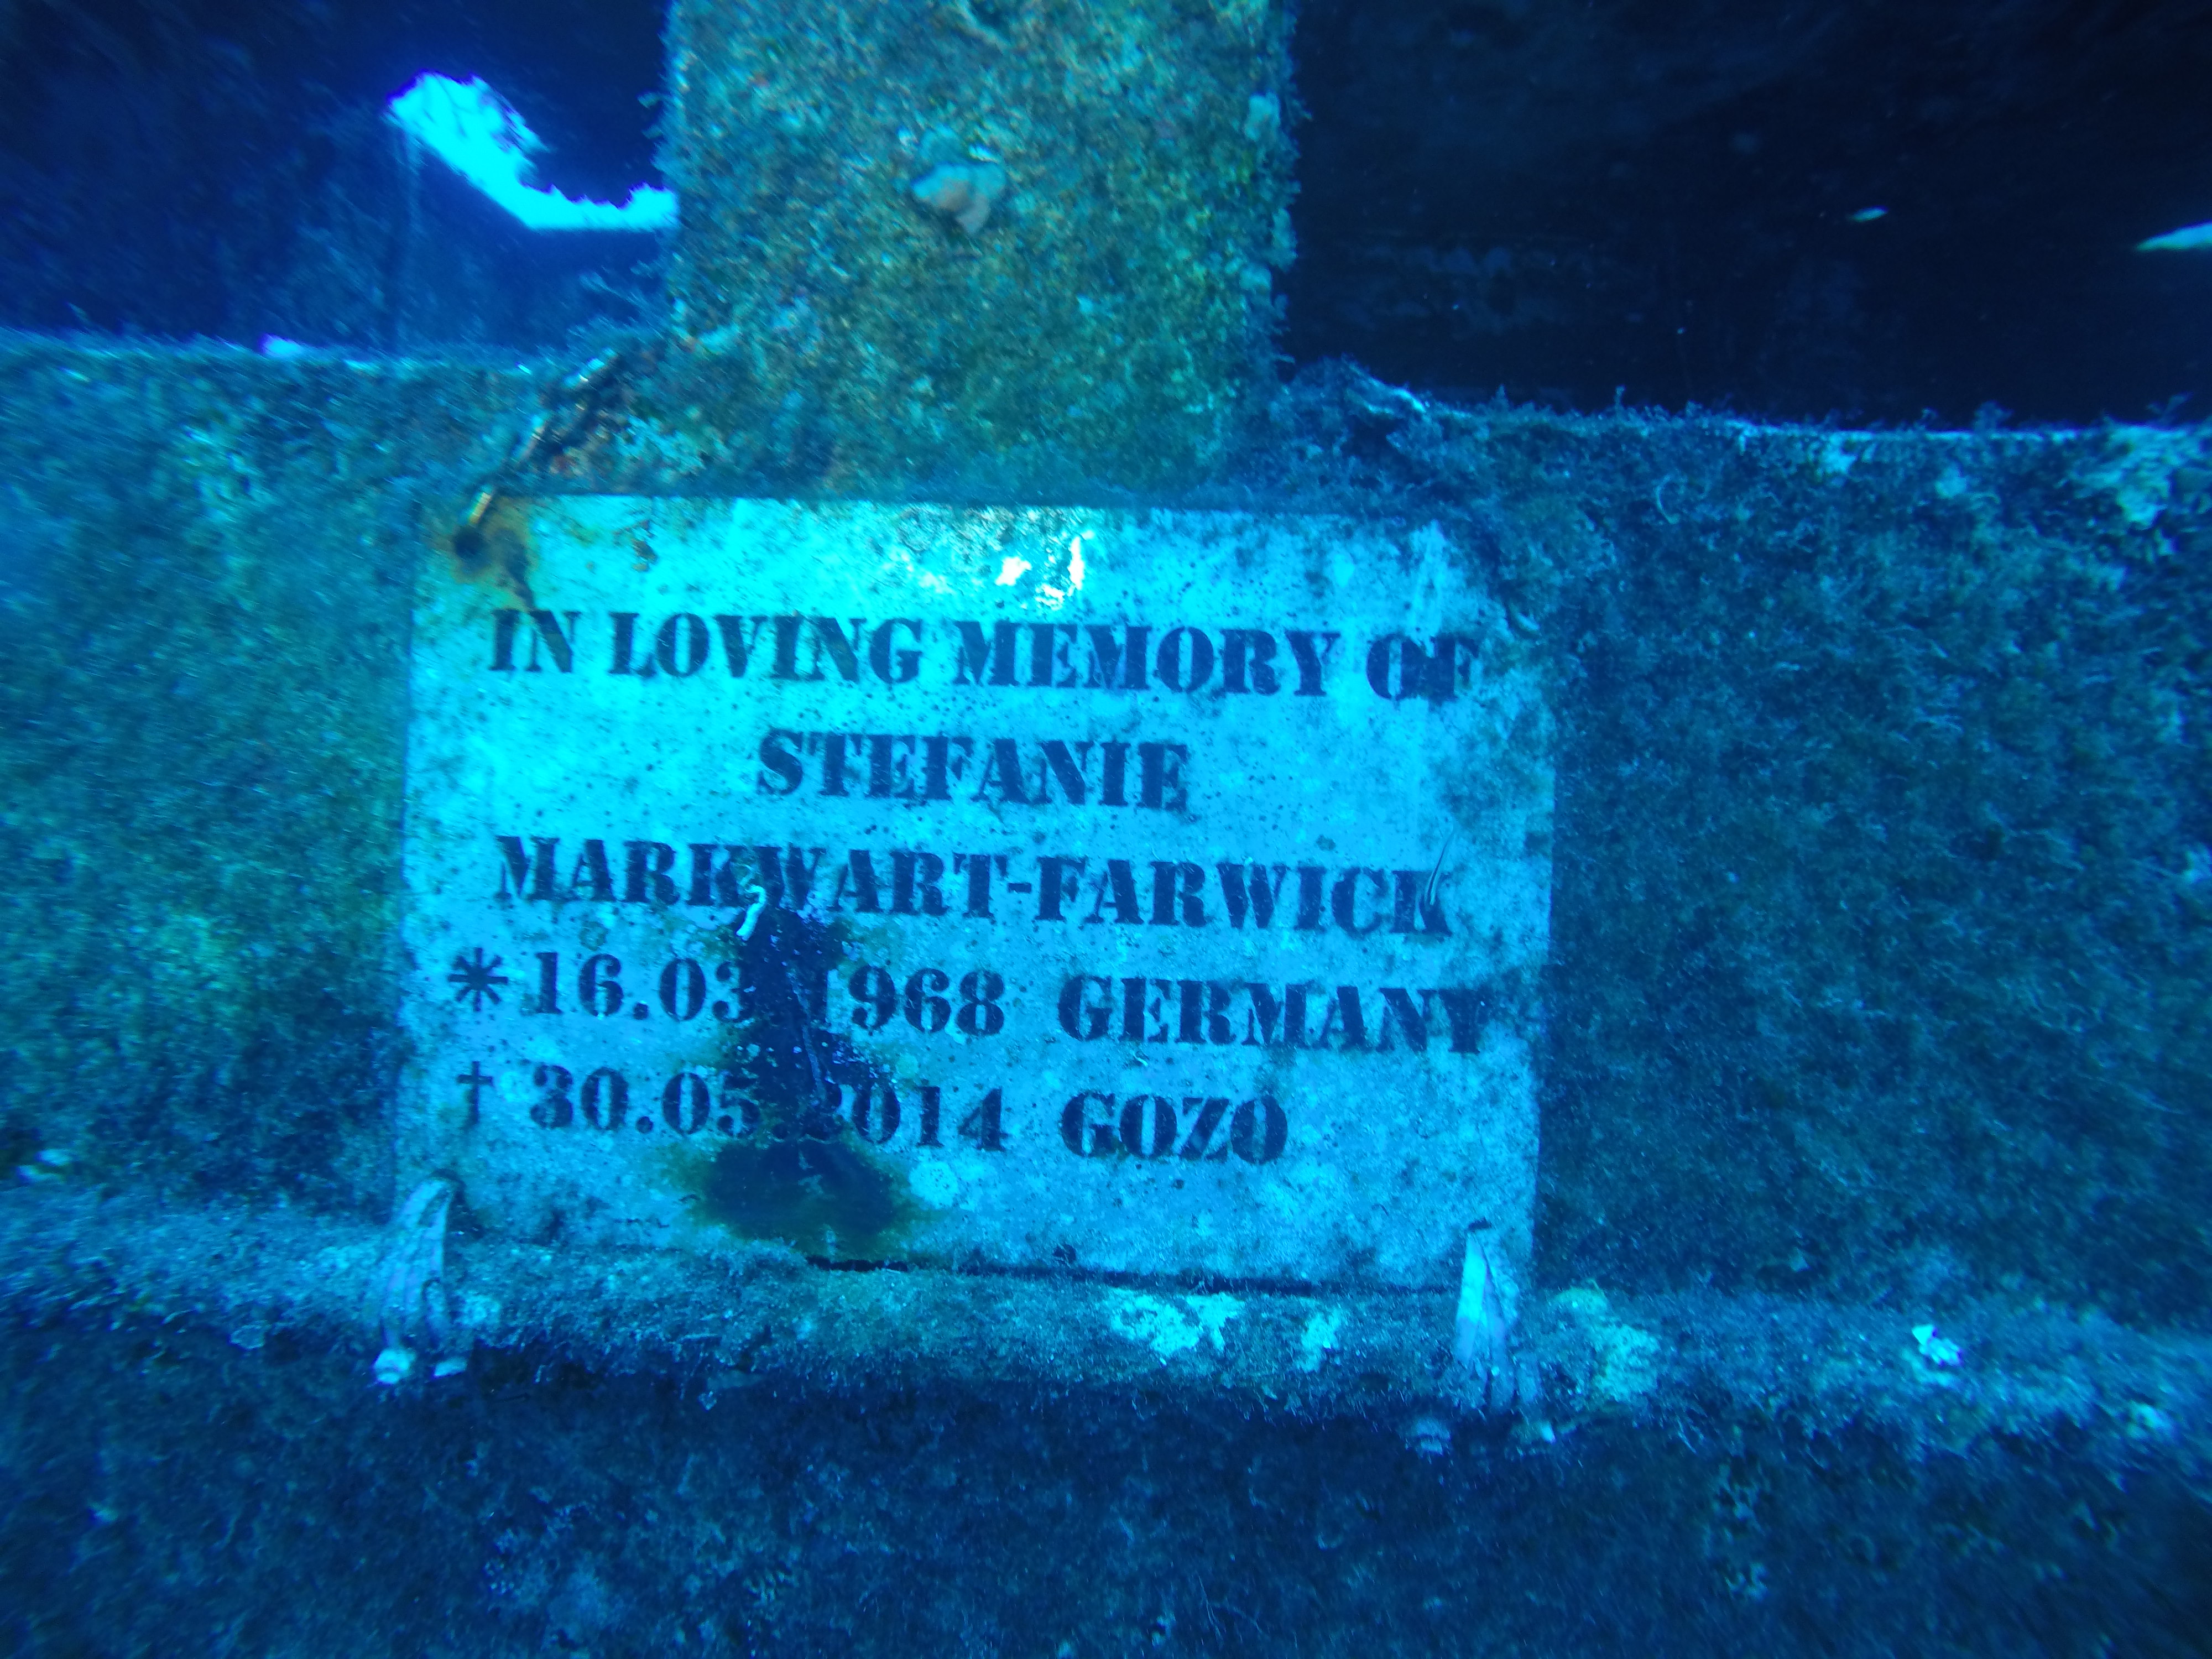 IN LOVING MEMORY OF
STEFANIE
MARKWART-FARWICK
* 16.03.1968 GERMANY
† 30.05.2014 GOZO